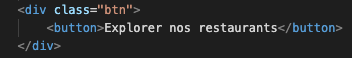 <div class="btn">
<button>Explorer nos restaurants</button>
</div>